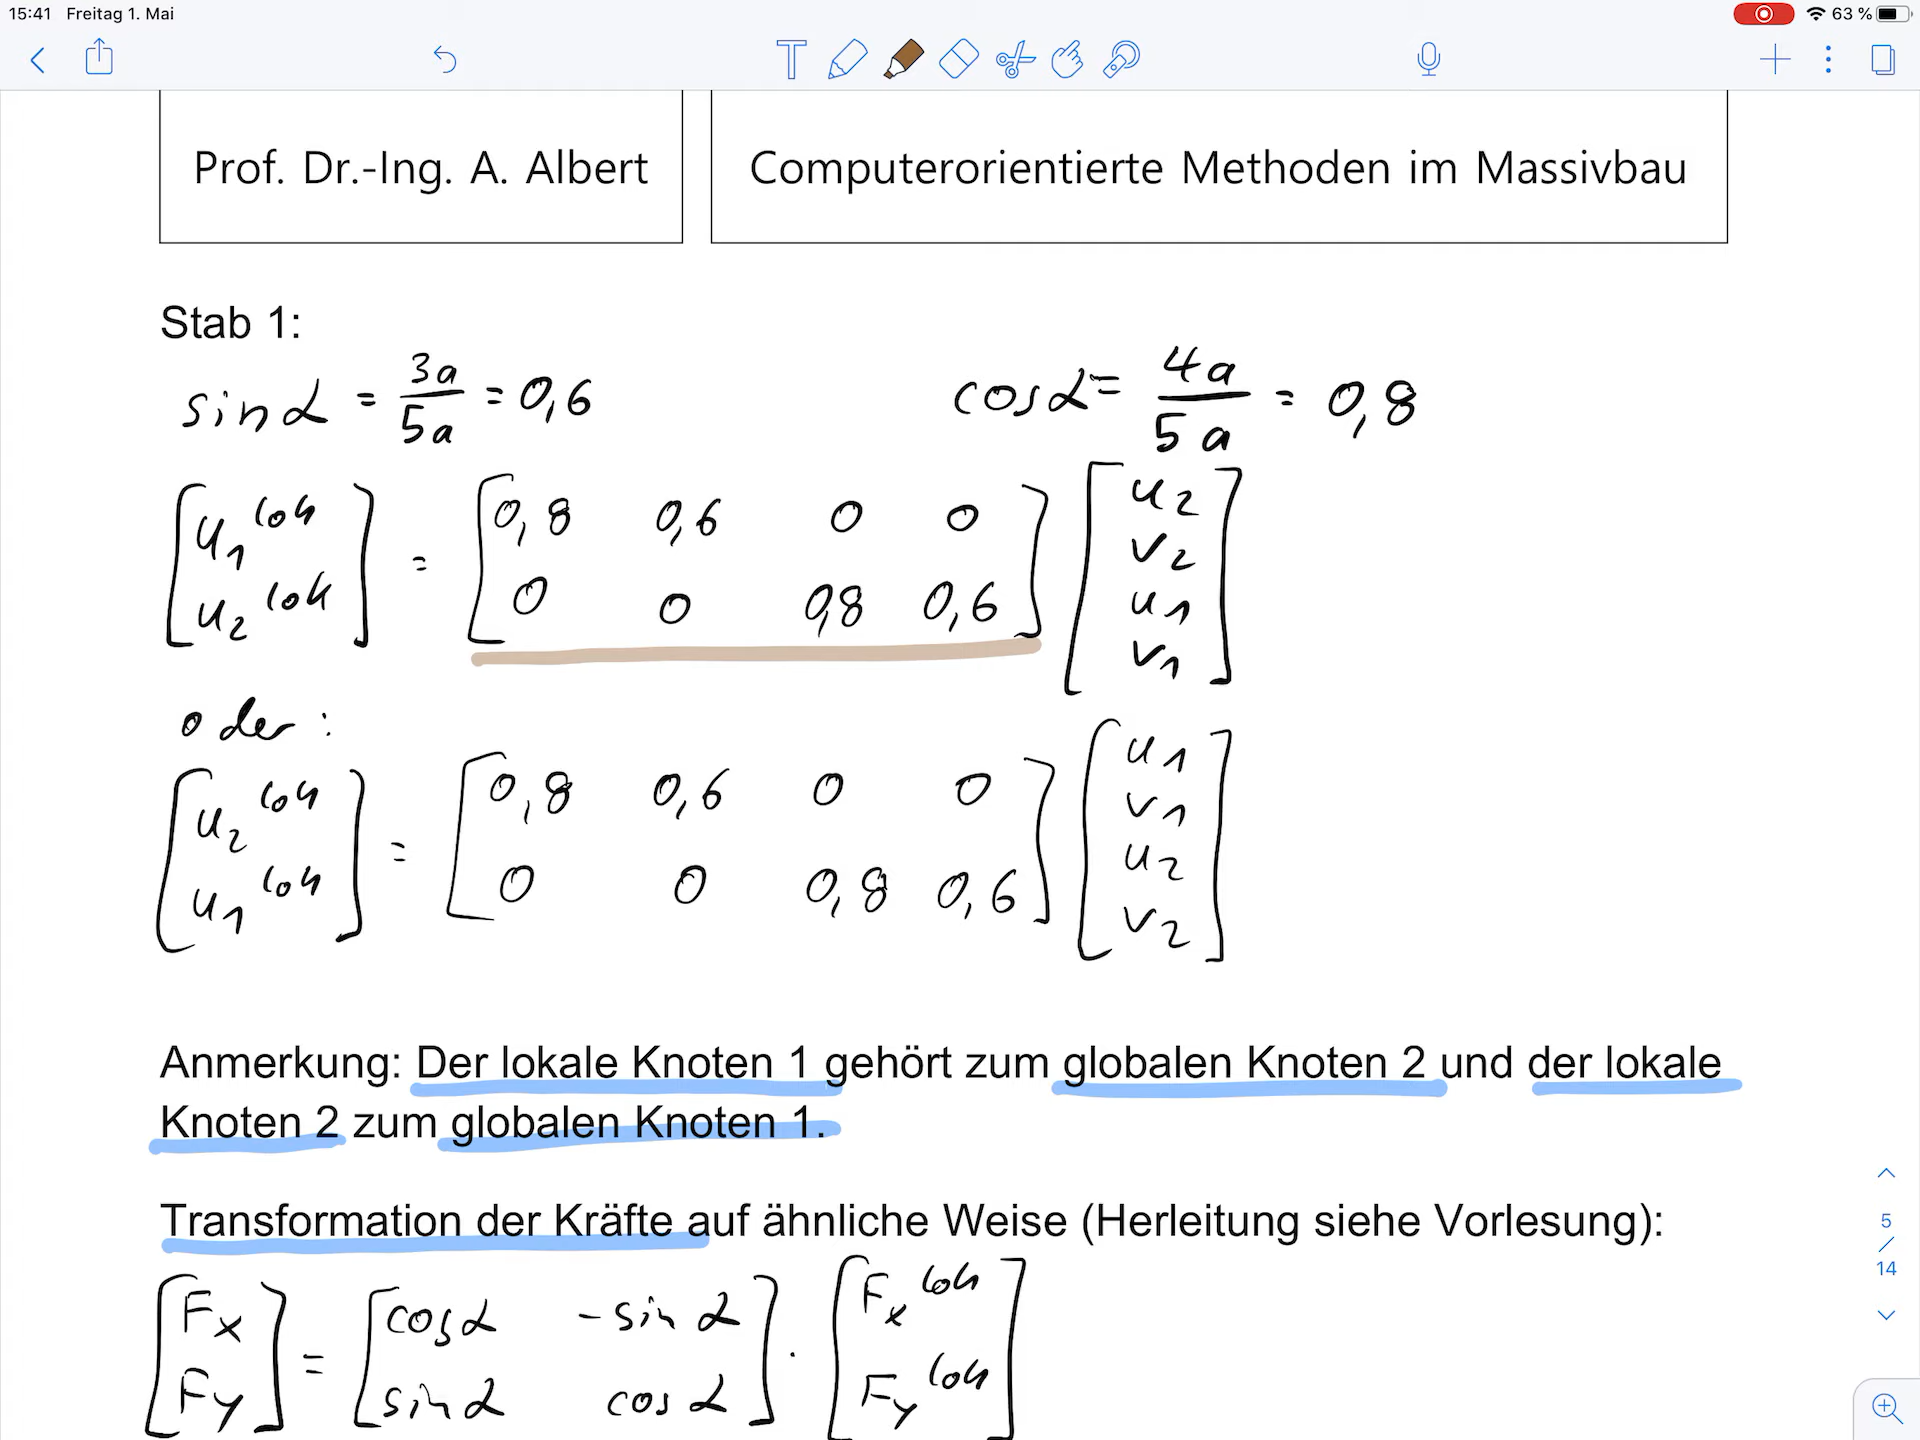 15:41 Freitag 1. Mai 63 %
Prof. Dr.-Ing. A. Albert Computerorientierte Methoden im Massivbau
Stab 1:
sin α = 3a/5a = 0,6 cos α = 4a/5a = 0,8
[u₁ lok; u₂ lok] = [0,8 0,6 0 0; 0 0 0,8 0,6] [u₂; v₂; u₁; v₁]
oder:
[u₂ lok; u₁ lok] = [0,8 0,6 0 0; 0 0 0,8 0,6] [u₁; v₁; u₂; v₂]
Anmerkung: Der lokale Knoten 1 gehört zum globalen Knoten 2 und der lokale
Knoten 2 zum globalen Knoten 1.
Transformation der Kräfte auf ähnliche Weise (Herleitung siehe Vorlesung):
[Fx; Fy] = [cos α -sin α; sin α cos α] · [Fx lok; Fy lok]
5
/
14